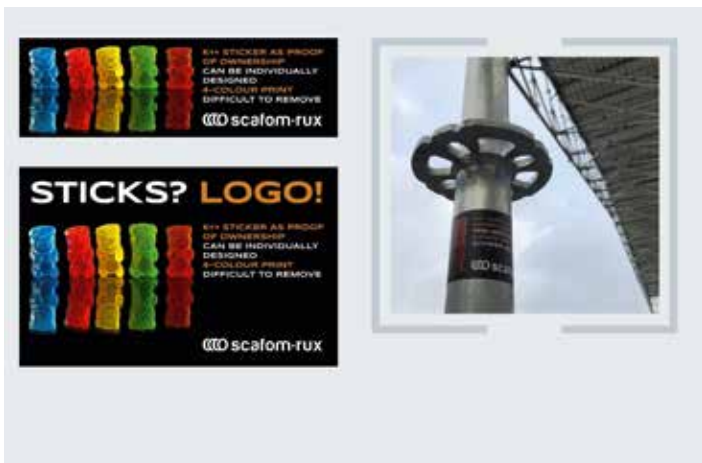 K++ STICKER AS PROOF
OF OWNERSHIP
CAN BE INDIVIDUALLY
DESIGNED
4-COLOUR PRINT
DIFFICULT TO REMOVE
scafom-rux
STICKS? LOGO!
K++ STICKER AS PROOF
OF OWNERSHIP
CAN BE INDIVIDUALLY
DESIGNED
4-COLOUR PRINT
DIFFICULT TO REMOVE
scafom-rux